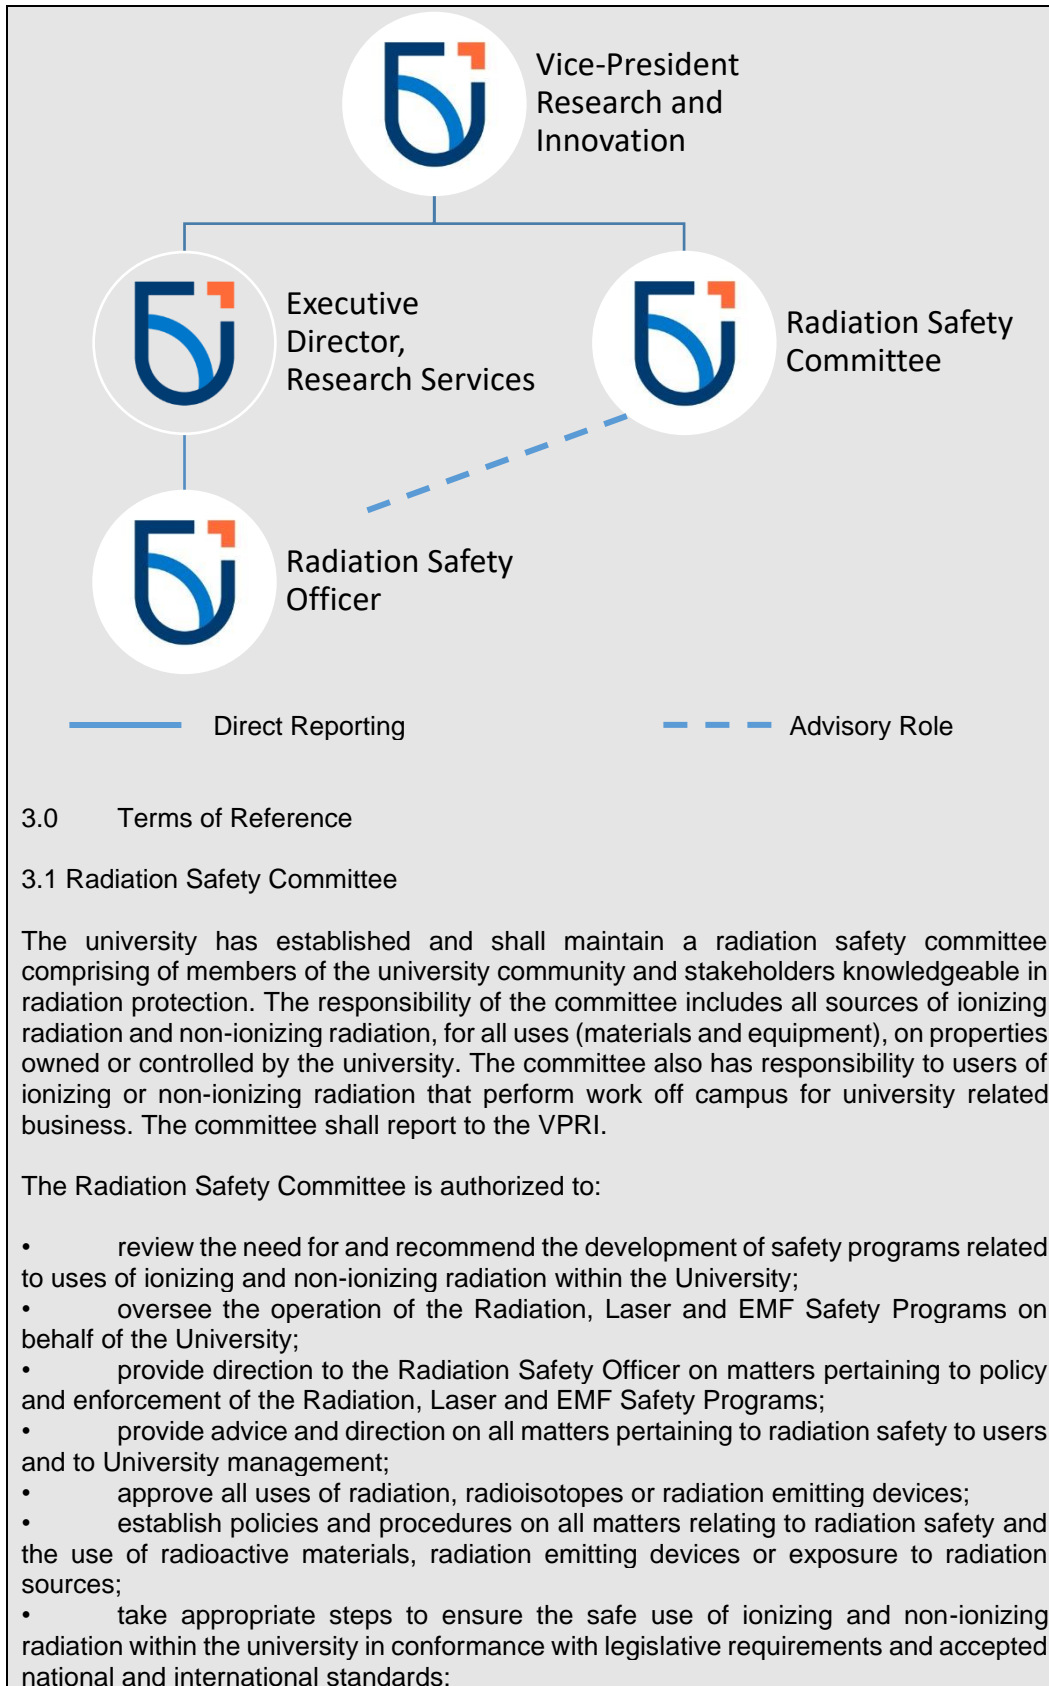 Vice-President
Research and
Innovation
Executive
Director,
Research Services
Radiation Safety
Committee
Radiation Safety
Officer
Direct Reporting
Advisory Role
3.0 Terms of Reference
3.1 Radiation Safety Committee
The university has established and shall maintain a radiation safety committee
comprising of members of the university community and stakeholders knowledgeable in
radiation protection. The responsibility of the committee includes all sources of ionizing
radiation and non-ionizing radiation, for all uses (materials and equipment), on properties
owned or controlled by the university. The committee also has responsibility to users of
ionizing or non-ionizing radiation that perform work off campus for university related
business. The committee shall report to the VPRI.
The Radiation Safety Committee is authorized to:
• review the need for and recommend the development of safety programs related
to uses of ionizing and non-ionizing radiation within the University;
• oversee the operation of the Radiation, Laser and EMF Safety Programs on
behalf of the University;
• provide direction to the Radiation Safety Officer on matters pertaining to policy
and enforcement of the Radiation, Laser and EMF Safety Programs;
• provide advice and direction on all matters pertaining to radiation safety to users
and to University management;
• approve all uses of radiation, radioisotopes or radiation emitting devices;
• establish policies and procedures on all matters relating to radiation safety and
the use of radioactive materials, radiation emitting devices or exposure to radiation
sources;
• take appropriate steps to ensure the safe use of ionizing and non-ionizing
radiation within the university in conformance with legislative requirements and accepted
national and international standards;